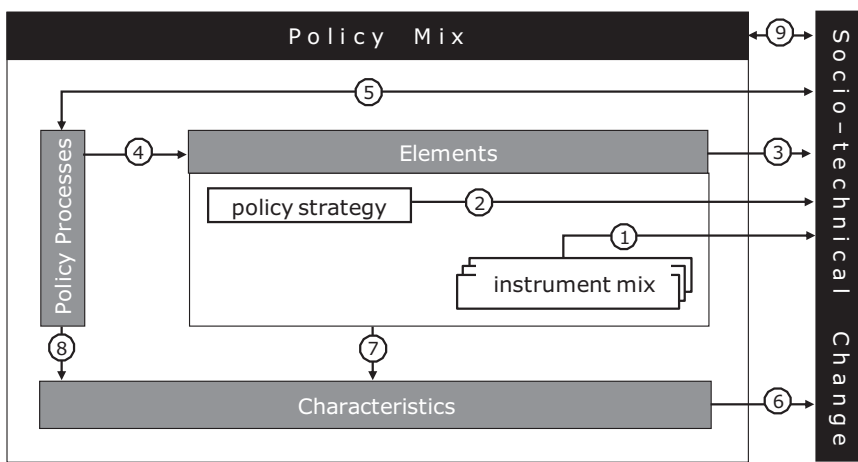 Policy Mix
9
5
4
Elements
3
Policy Processes
policy strategy
2
1
instrument mix
8
7
Characteristics
6
Socio-technical Change